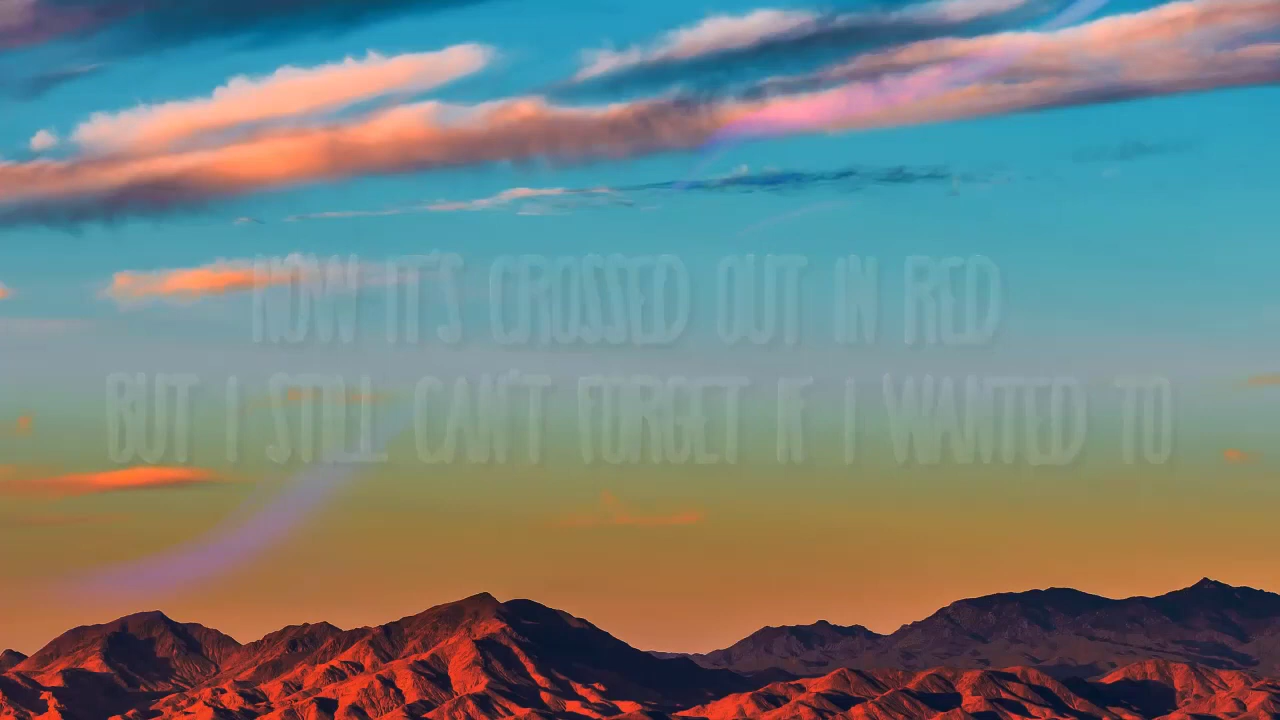 NOW IT'S CROSSED OUT IN RED
BUT I STILL CAN'T FORGET IF I WANTED TO